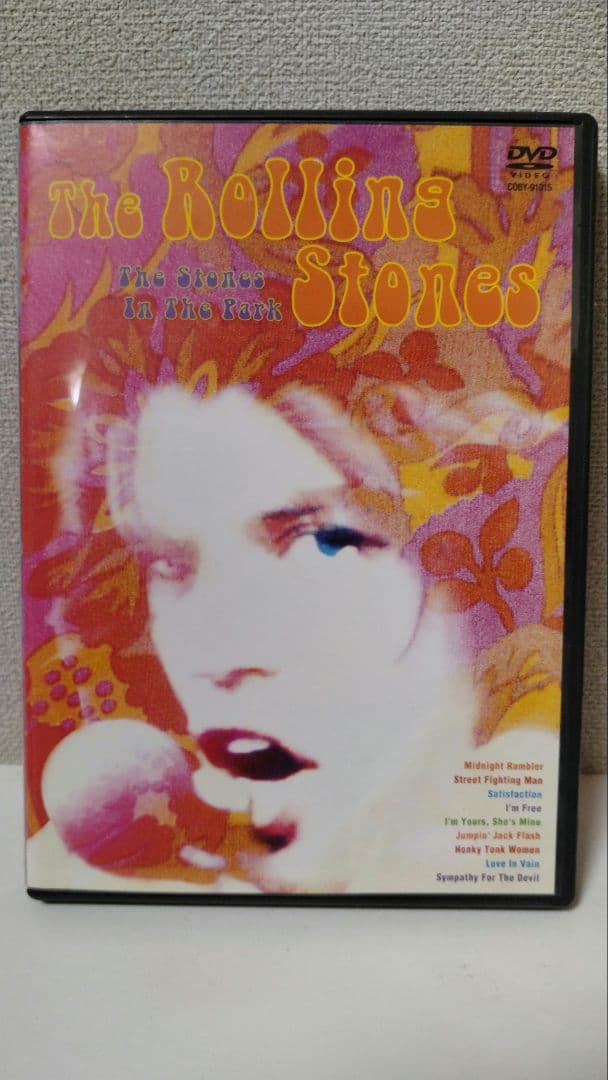 DVD
VIDEO
COBY-91015
The Rolling
Stones
The Stones
In The Park
Midnight Rambler
Street Fighting Man
Satisfaction
I'm Free
I'm Yours, She's Mine
Jumpin' Jack Flash
Honky Tonk Women
Love In Vain
Sympathy For The Devil